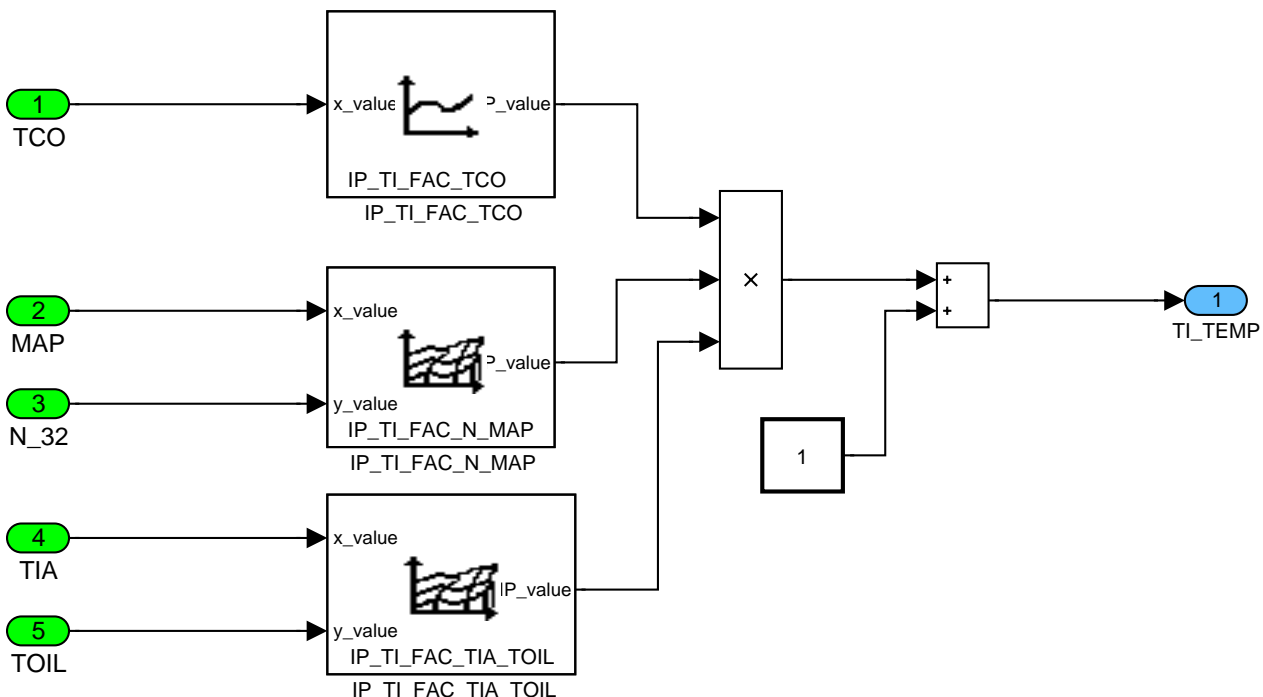 1
TCO
x_value
P_value
IP_TI_FAC_TCO
IP_TI_FAC_TCO
2
MAP
3
N_32
x_value
y_value
P_value
IP_TI_FAC_N_MAP
IP_TI_FAC_N_MAP
4
TIA
5
TOIL
x_value
y_value
IP_value
IP_TI_FAC_TIA_TOIL
IP_TI_FAC_TIA_TOIL
×
+
+
1
1
TI_TEMP